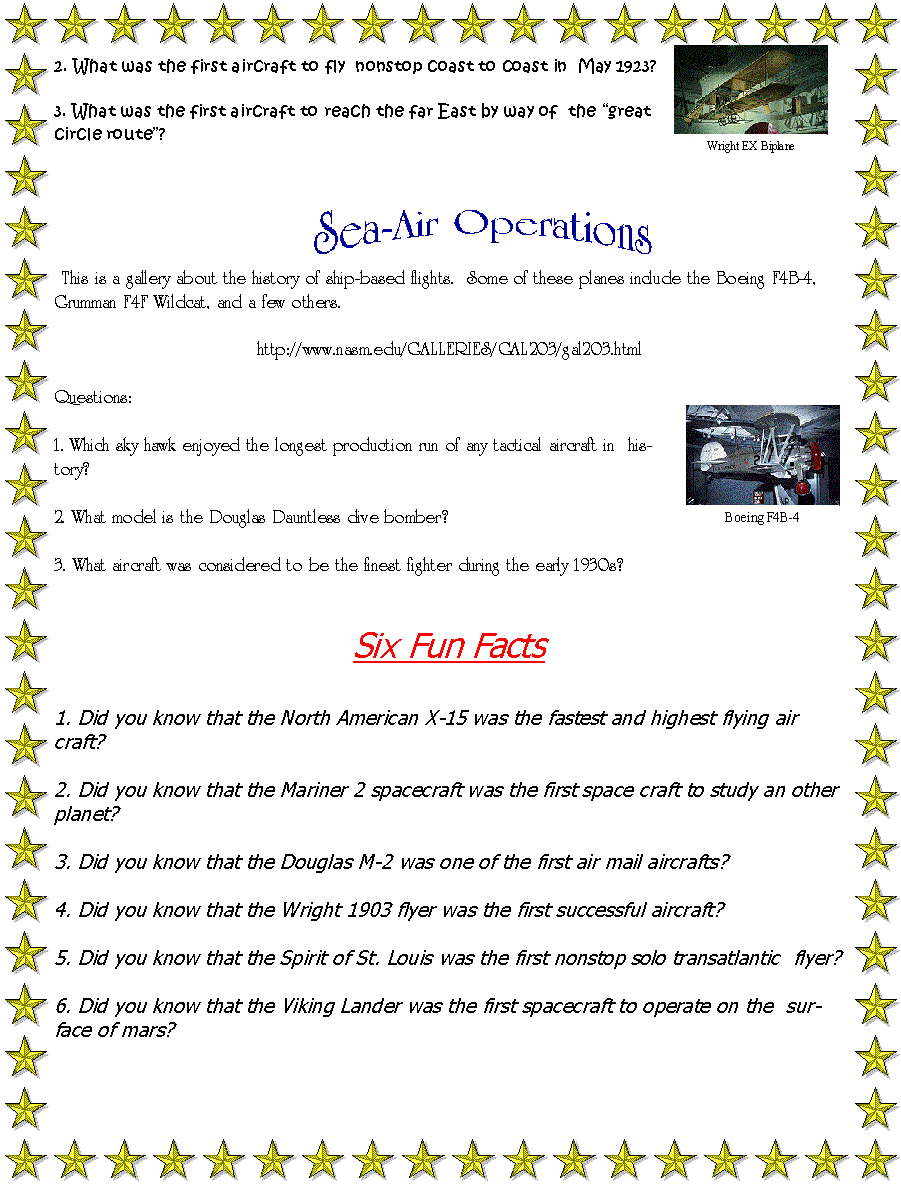 2. What was the first aircraft to fly nonstop coast to coast in May 1923?
3. What was the first aircraft to reach the far East by way of the “great
circle route”?
Wright EX Biplane
Sea-Air Operations
This is a gallery about the history of ship-based flights. Some of these planes include the Boeing F4B-4,
Grumman F4F Wildcat, and a few others.
http://www.nasm.edu/GALLERIES/GAL203/gal203.html
Questions:
1. Which sky hawk enjoyed the longest production run of any tactical aircraft in his-
tory?
2. What model is the Douglas Dauntless dive bomber?
Boeing F4B-4
3. What aircraft was considered to be the finest fighter during the early 1930s?
Six Fun Facts
1. Did you know that the North American X-15 was the fastest and highest flying air
craft?
2. Did you know that the Mariner 2 spacecraft was the first space craft to study an other
planet?
3. Did you know that the Douglas M-2 was one of the first air mail aircrafts?
4. Did you know that the Wright 1903 flyer was the first successful aircraft?
5. Did you know that the Spirit of St. Louis was the first nonstop solo transatlantic flyer?
6. Did you know that the Viking Lander was the first spacecraft to operate on the sur-
face of mars?